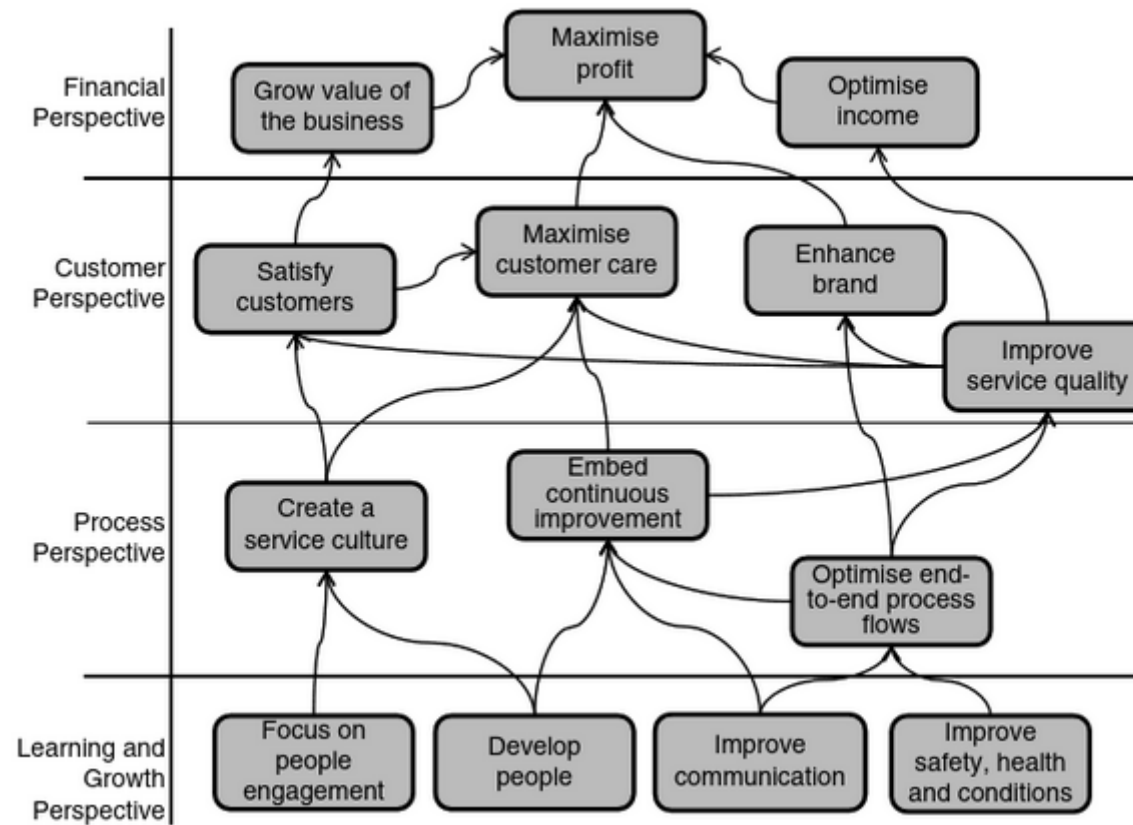 Financial
Perspective
Maximise
profit
Grow value of
the business
Optimise
income
Customer
Perspective
Satisfy
customers
Maximise
customer care
Enhance
brand
Improve
service quality
Process
Perspective
Create a
service culture
Embed
continuous
improvement
Optimise end-
to-end process
flows
Learning and
Growth
Perspective
Focus on
people
engagement
Develop
people
Improve
communication
Improve
safety, health
and conditions